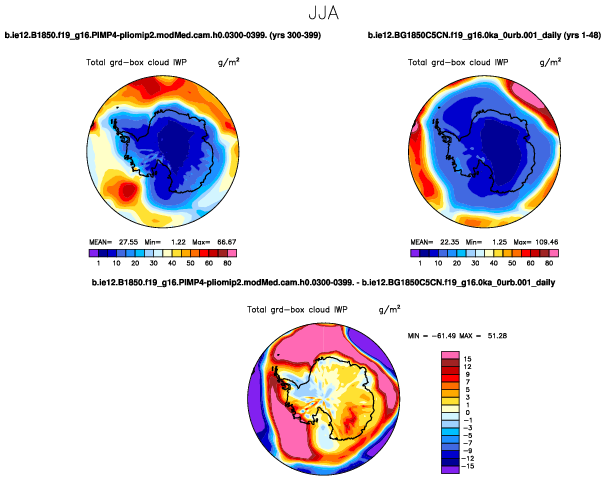 JJA
b.ie12.B1850.f19_g16.PIMP4-pliomip2.modMed.cam.h0.0300-0399. (yrs 300-399)
b.ie12.BG1850C5CN.f19_g16.0ka_0urb.001_daily (yrs 1-48)
Total grd-box cloud IWP g/m²
Total grd-box cloud IWP g/m²
MEAN= 27.55 Min= 1.22 Max= 66.67
MEAN= 22.35 Min= 1.25 Max= 109.46
1 10 20 30 40 50 60 80
1 10 20 30 40 50 60 80
b.ie12.B1850.f19_g16.PIMP4-pliomip2.modMed.cam.h0.0300-0399. - b.ie12.BG1850C5CN.f19_g16.0ka_0urb.001_daily
Total grd-box cloud IWP g/m²
MIN = -61.49 MAX = 51.28
15
12
9
7
5
3
1
0
-1
-3
-5
-7
-9
-12
-15